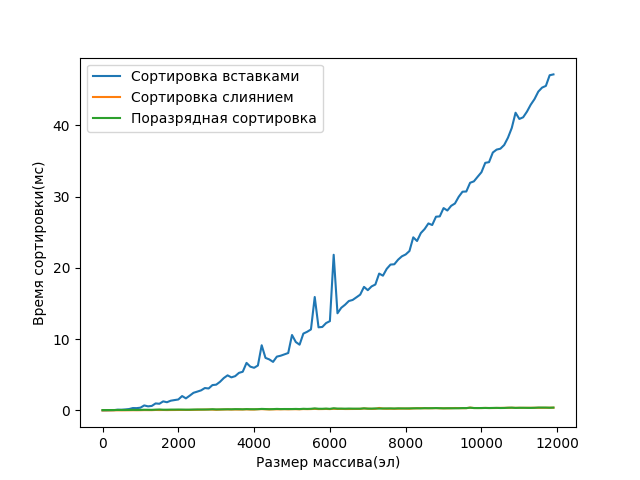 Сортировка вставками
Сортировка слиянием
Поразрядная сортировка
Время сортировки(мс)
40
30
20
10
0
0 2000 4000 6000 8000 10000 12000
Размер массива(эл)